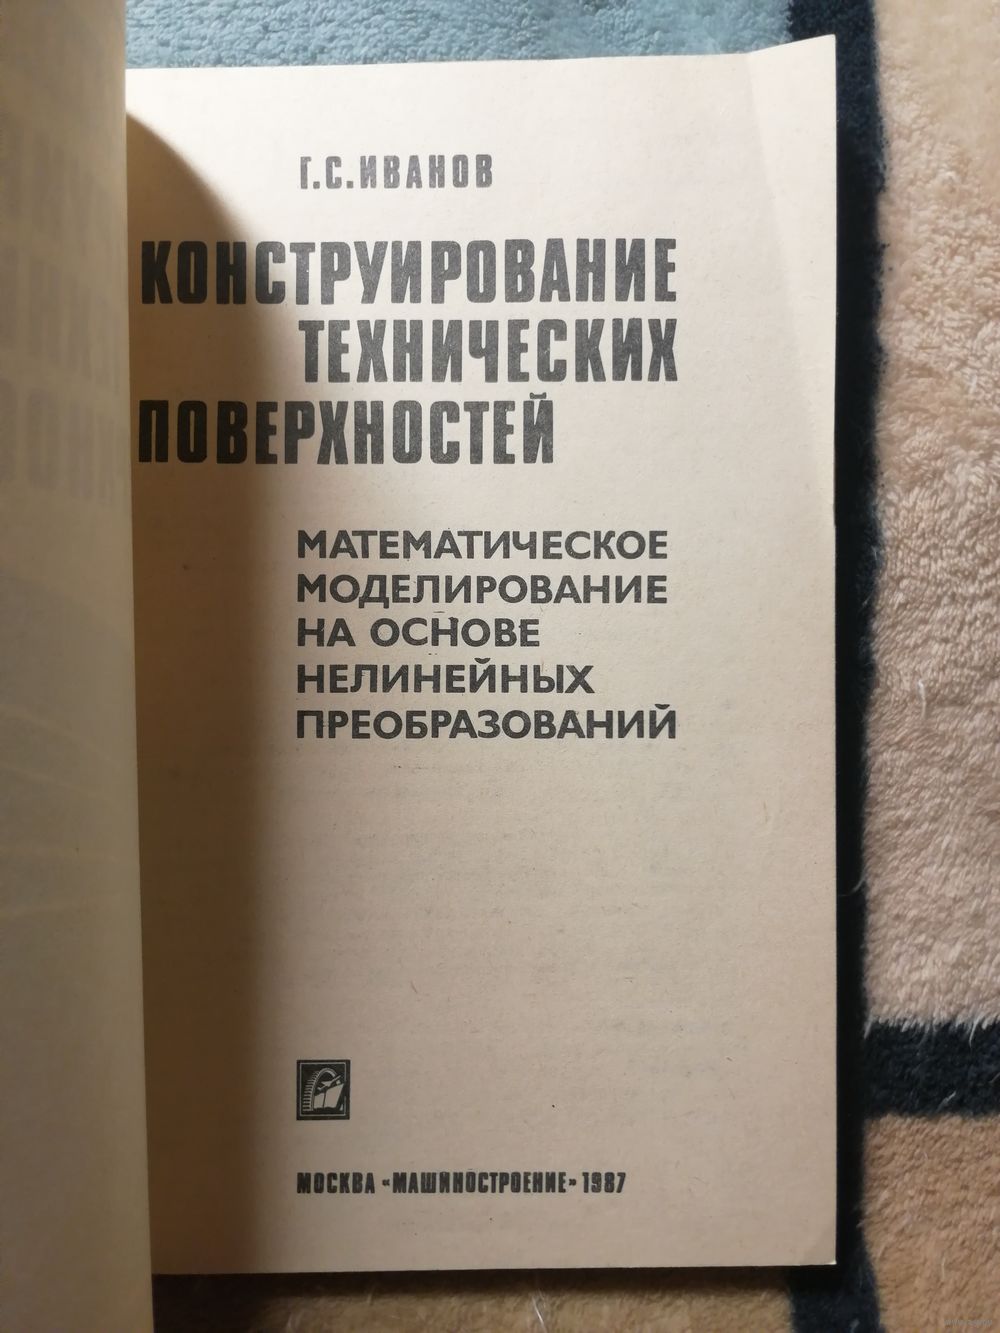 Г.С.ИВАНОВ
КОНСТРУИРОВАНИЕ
ТЕХНИЧЕСКИХ
ПОВЕРХНОСТЕЙ
МАТЕМАТИЧЕСКОЕ
МОДЕЛИРОВАНИЕ
НА ОСНОВЕ
НЕЛИНЕЙНЫХ
ПРЕОБРАЗОВАНИЙ
МОСКВА «МАШИНОСТРОЕНИЕ» 1987